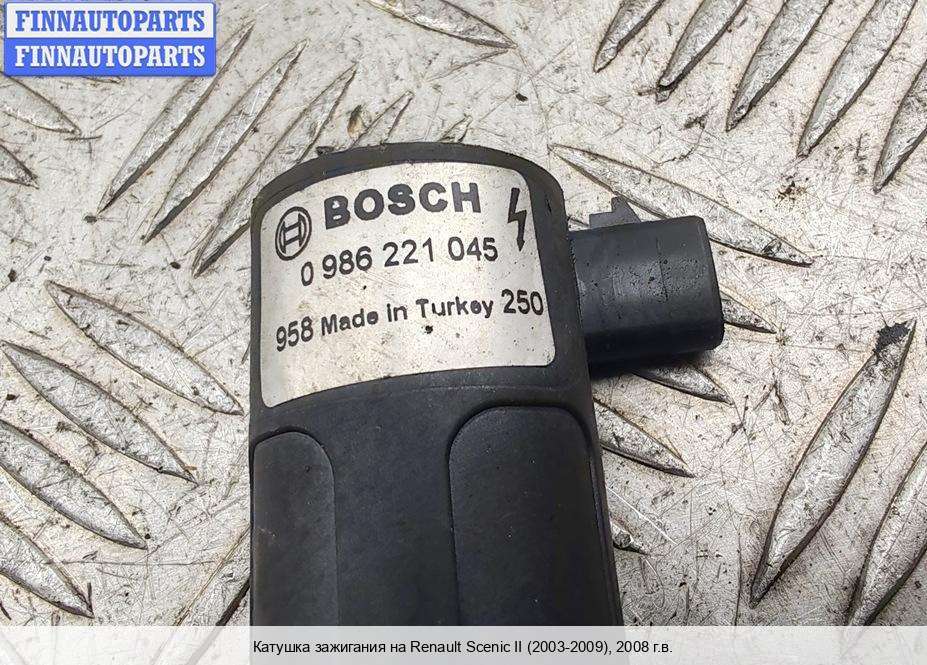 FINNAUTOPARTS
FINNAUTOPARTS
BOSCH
0 986 221 045
958 Made in Turkey 250
Катушка зажигания на Renault Scenic II (2003-2009), 2008 г.в.